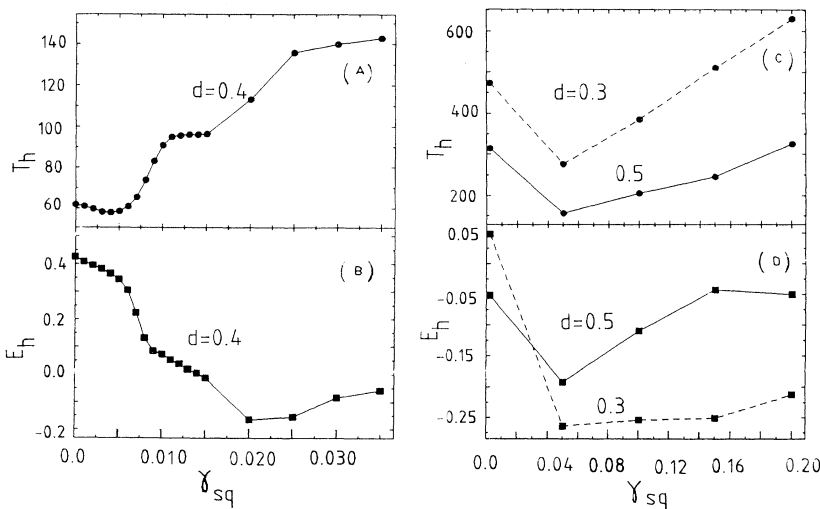 140
120
100
80
60
T_h
(A)
d=0.4
0.4
0.2
0.0
-0.2
E_h
(B)
d=0.4
0.0
0.010
0.020
0.030
γ_sq
600
400
200
T_h
(C)
d=0.3
0.5
0.05
-0.05
-0.15
-0.25
E_h
(D)
d=0.5
0.3
0.0
0.04
0.08
0.12
0.16
0.20
γ_sq